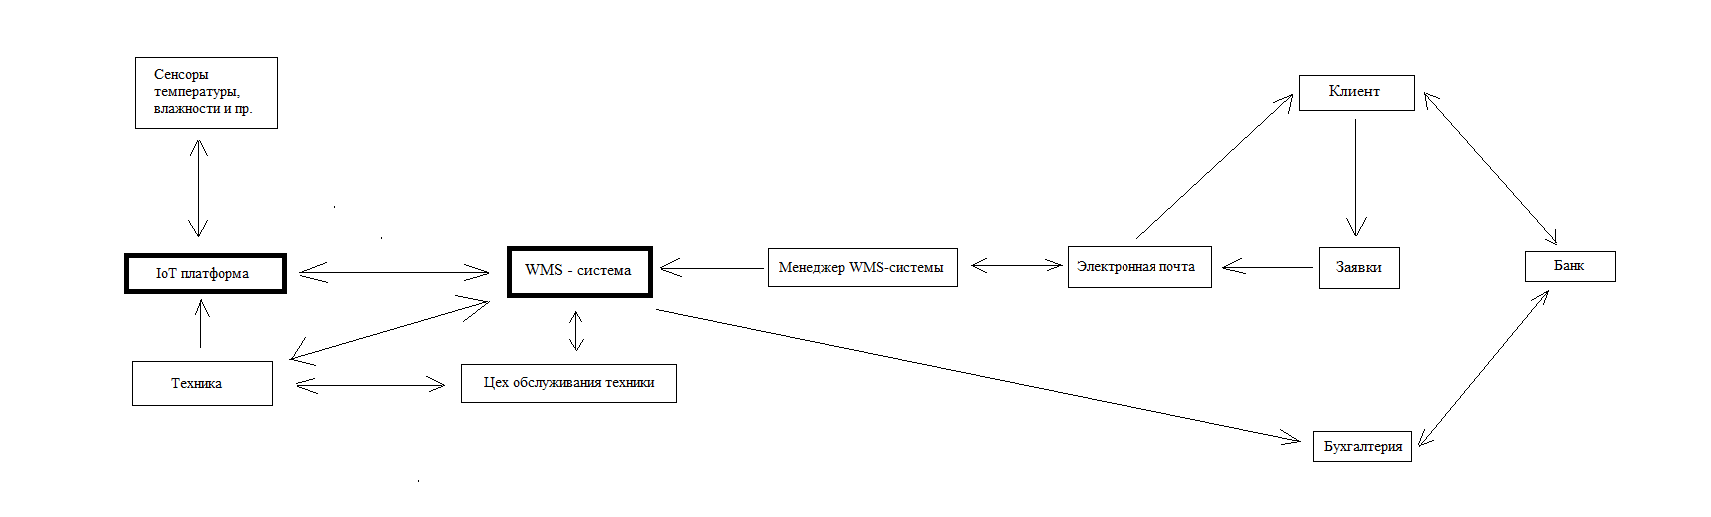 Сенсоры
температуры,
влажности и пр.
Клиент
IoT платформа
WMS - система
Менеджер WMS-системы
Электронная почта
Заявки
Банк
Техника
Цех обслуживания техники
Бухгалтерия